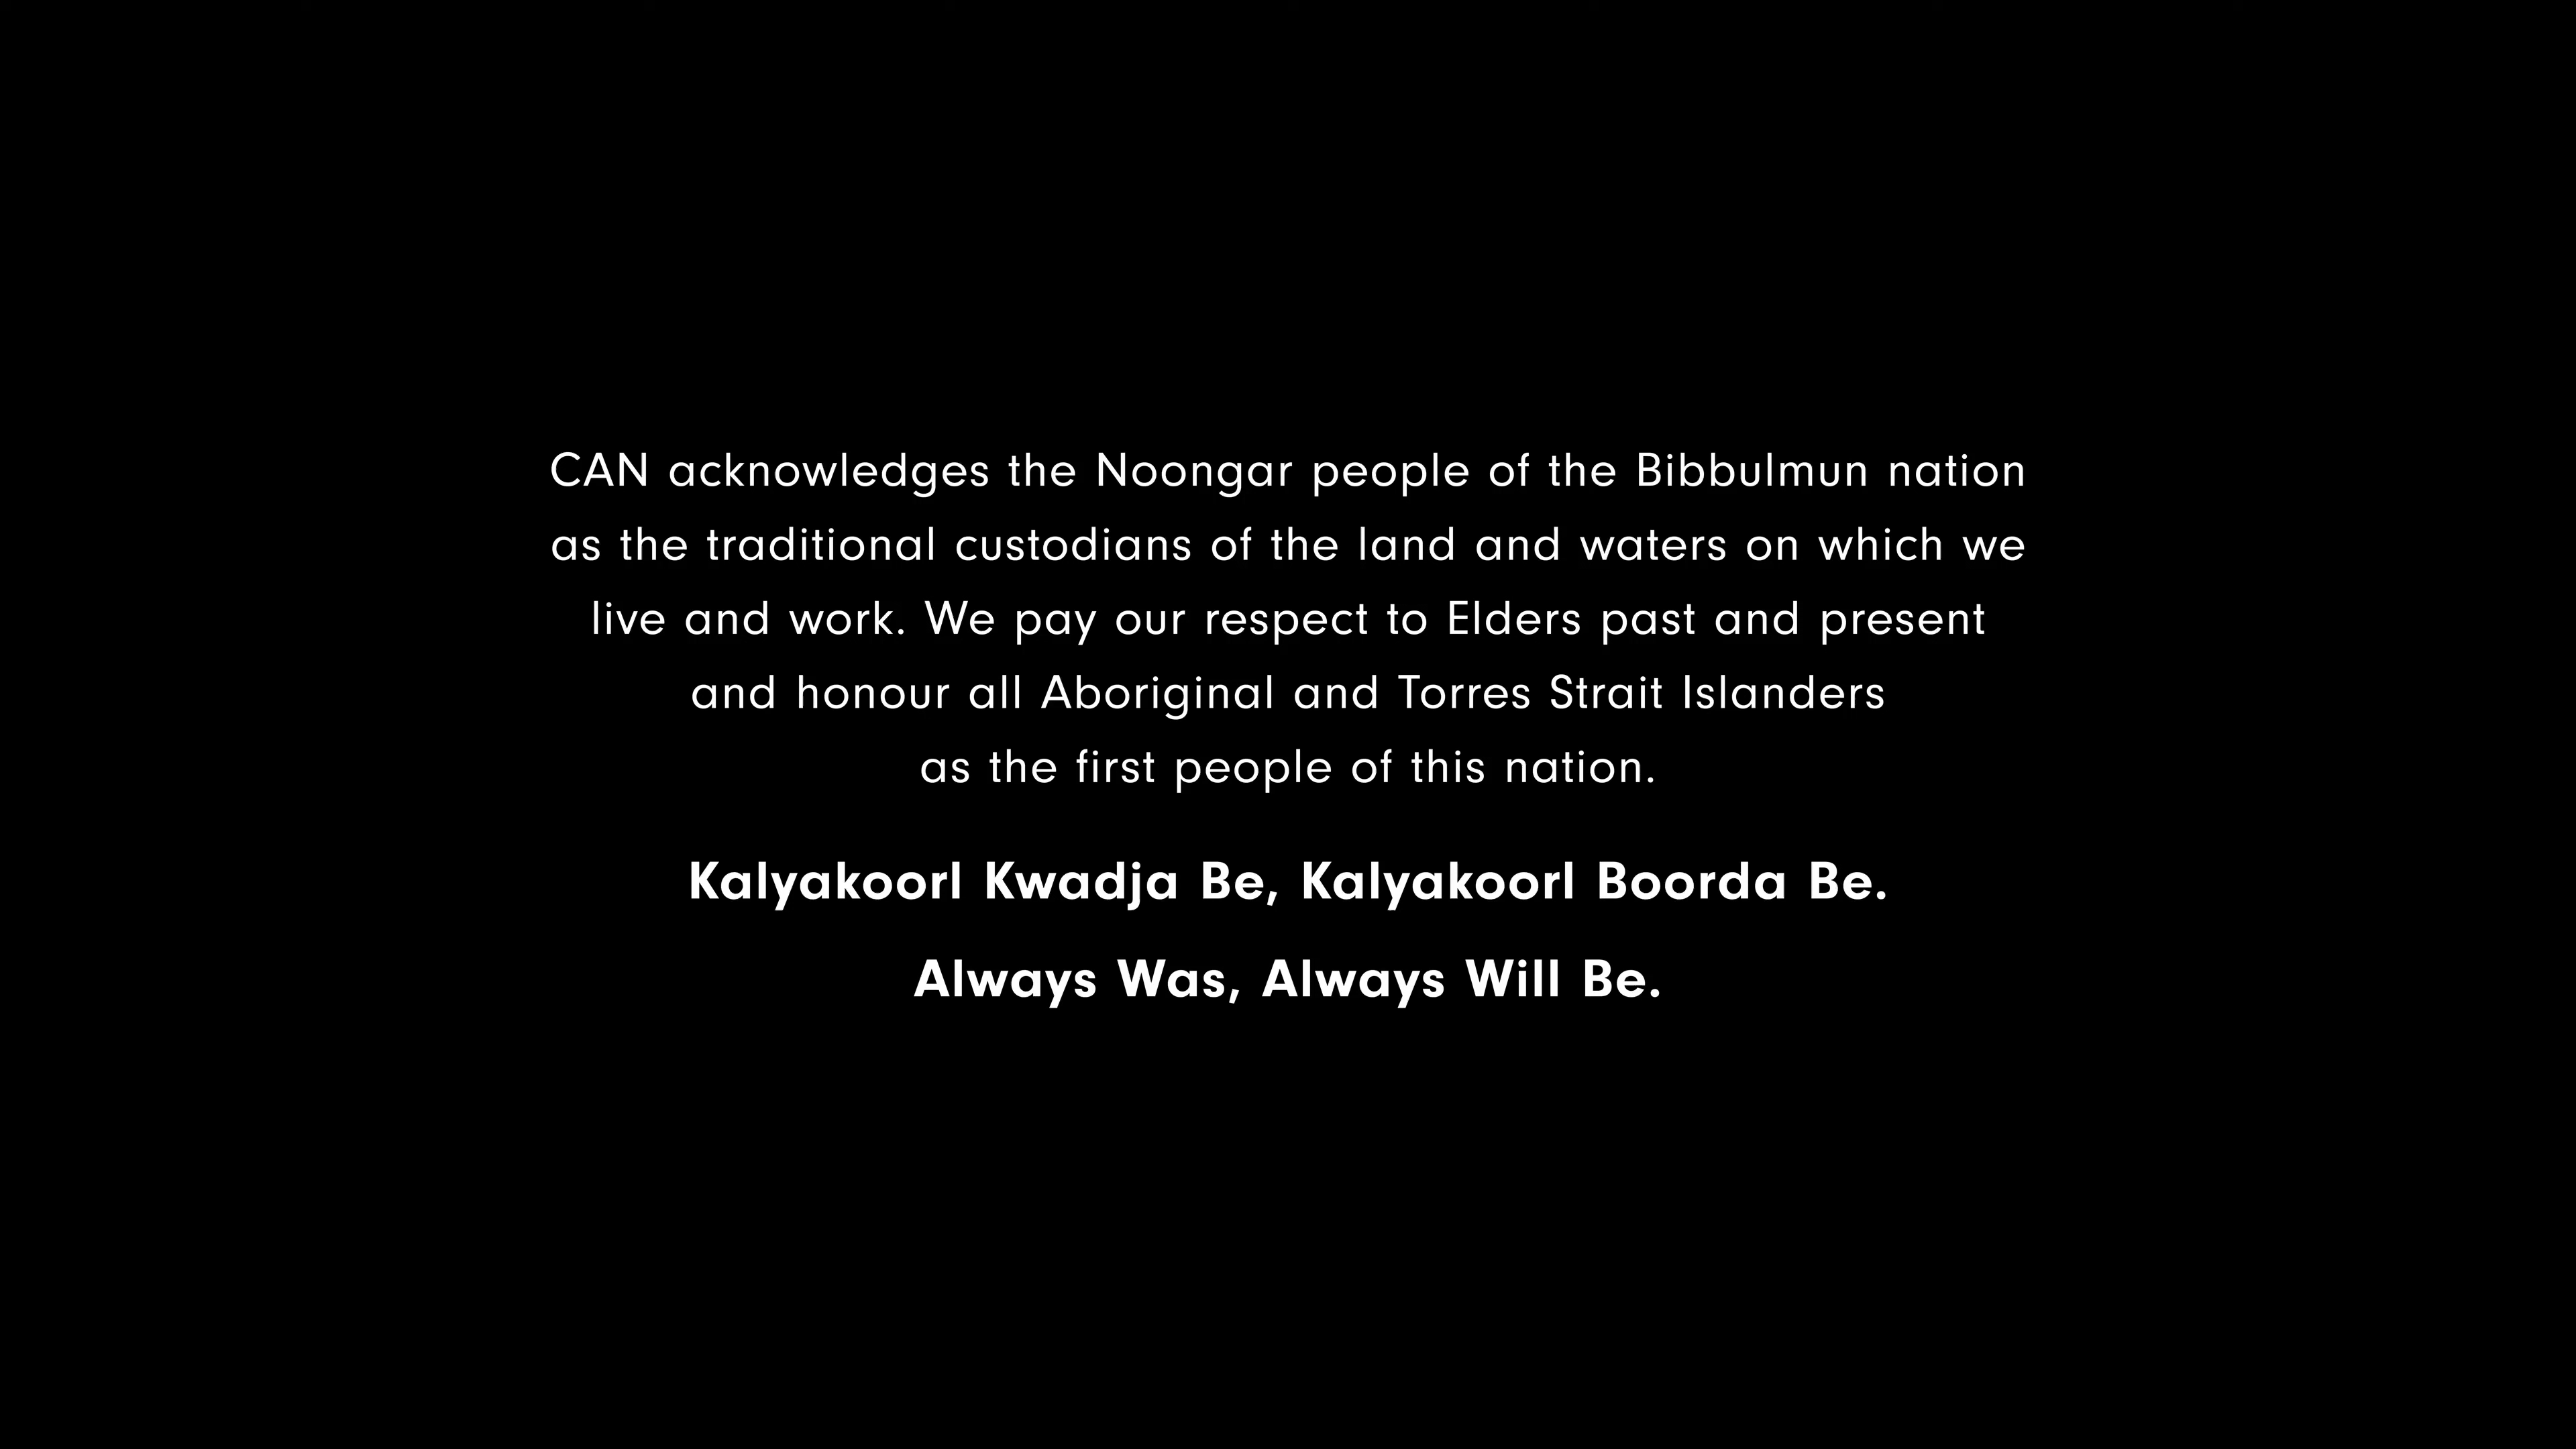 CAN acknowledges the Noongar people of the Bibbulmun nation
as the traditional custodians of the land and waters on which we
live and work. We pay our respect to Elders past and present
and honour all Aboriginal and Torres Strait Islanders
as the first people of this nation.
Kalyakoorl Kwadja Be, Kalyakoorl Boorda Be.
Always Was, Always Will Be.